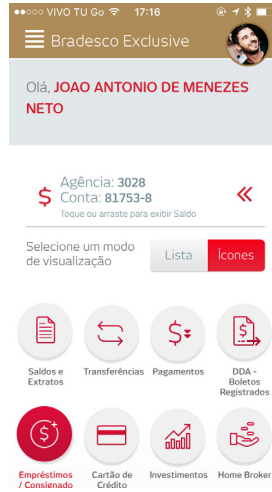 VIVO TU Go 17:16
Bradesco Exclusive
Olá, JOAO ANTONIO DE MENEZES
NETO
Agência: 3028
Conta: 81753-8
Toque ou arraste para exibir Saldo
Selecione um modo
de visualização
Lista Ícones
Saldos e
Extratos
Transferências
Pagamentos
DDA -
Boletos
Registrados
Empréstimos
/ Consignado
Cartão de
Crédito
Investimentos
Home Broker